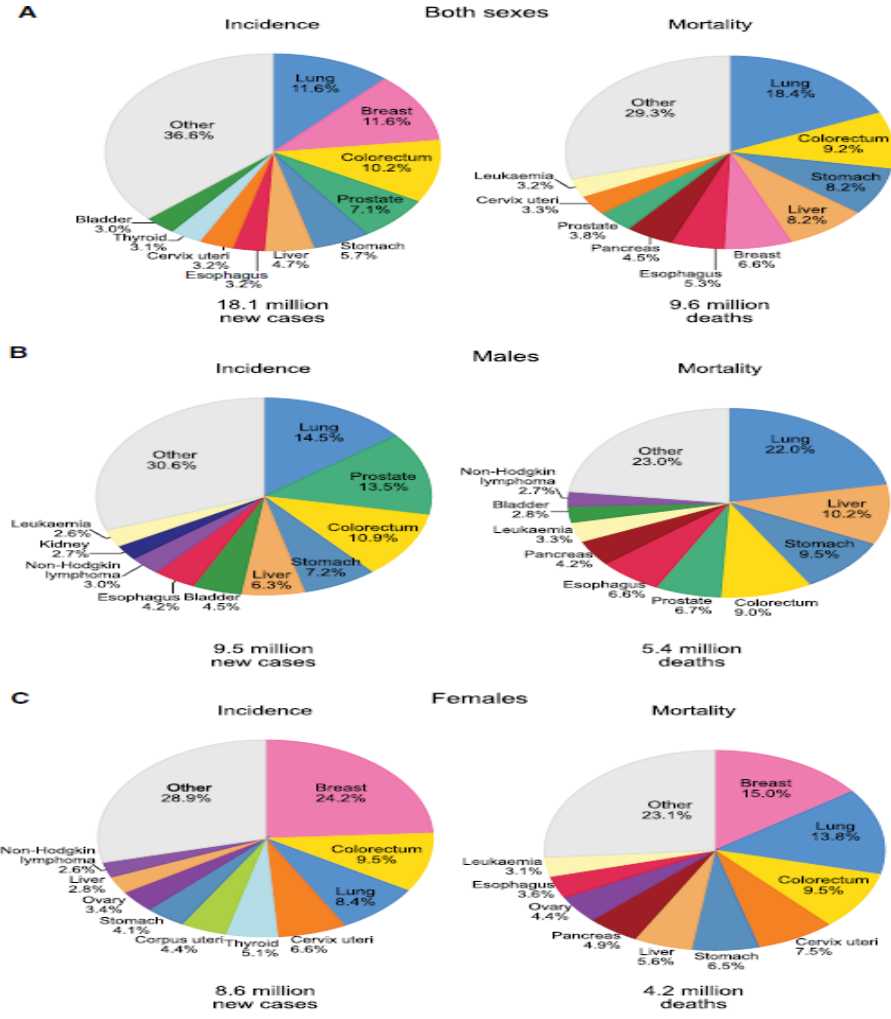 A
Both sexes
Incidence
Mortality
Lung
11.6%
Breast
11.6%
Colorectum
10.2%
Prostate
7.1%
Stomach
5.7%
Liver
4.7%
Esophagus
3.2%
Cervix uteri
3.2%
Thyroid
3.1%
Bladder
3.0%
Other
36.6%
18.1 million
new cases
Lung
18.4%
Colorectum
9.2%
Stomach
8.2%
Liver
8.2%
Breast
6.6%
Esophagus
5.3%
Pancreas
4.5%
Prostate
3.8%
Cervix uteri
3.3%
Leukaemia
3.2%
Other
29.3%
9.6 million
deaths
B
Males
Incidence
Mortality
Lung
14.5%
Prostate
13.5%
Colorectum
10.9%
Stomach
7.2%
Liver
6.3%
Bladder
4.5%
Esophagus
4.2%
Non-Hodgkin
lymphoma
3.0%
Kidney
2.7%
Leukaemia
2.6%
Other
30.6%
9.5 million
new cases
Lung
22.0%
Liver
10.2%
Stomach
9.5%
Colorectum
9.0%
Prostate
6.7%
Esophagus
6.6%
Pancreas
4.2%
Leukaemia
3.3%
Bladder
2.8%
Non-Hodgkin
lymphoma
2.7%
Other
23.0%
5.4 million
deaths
C
Females
Incidence
Mortality
Breast
24.2%
Colorectum
9.5%
Lung
8.4%
Cervix uteri
6.6%
Thyroid
5.1%
Corpus uteri
4.4%
Stomach
4.1%
Ovary
3.4%
Liver
2.8%
Non-Hodgkin
lymphoma
2.6%
Other
28.9%
8.6 million
new cases
Breast
15.0%
Lung
13.8%
Colorectum
9.5%
Cervix uteri
7.5%
Stomach
6.5%
Liver
5.6%
Pancreas
4.9%
Ovary
4.4%
Esophagus
3.6%
Leukaemia
3.1%
Other
23.1%
4.2 million
deaths